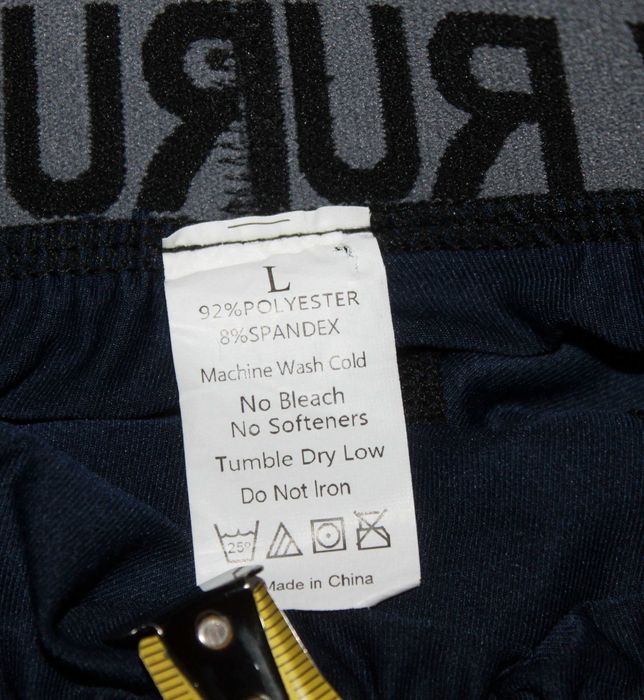 L
92%POLYESTER
8%SPANDEX
Machine Wash Cold
No Bleach
No Softeners
Tumble Dry Low
Do Not Iron
25°
Made in China